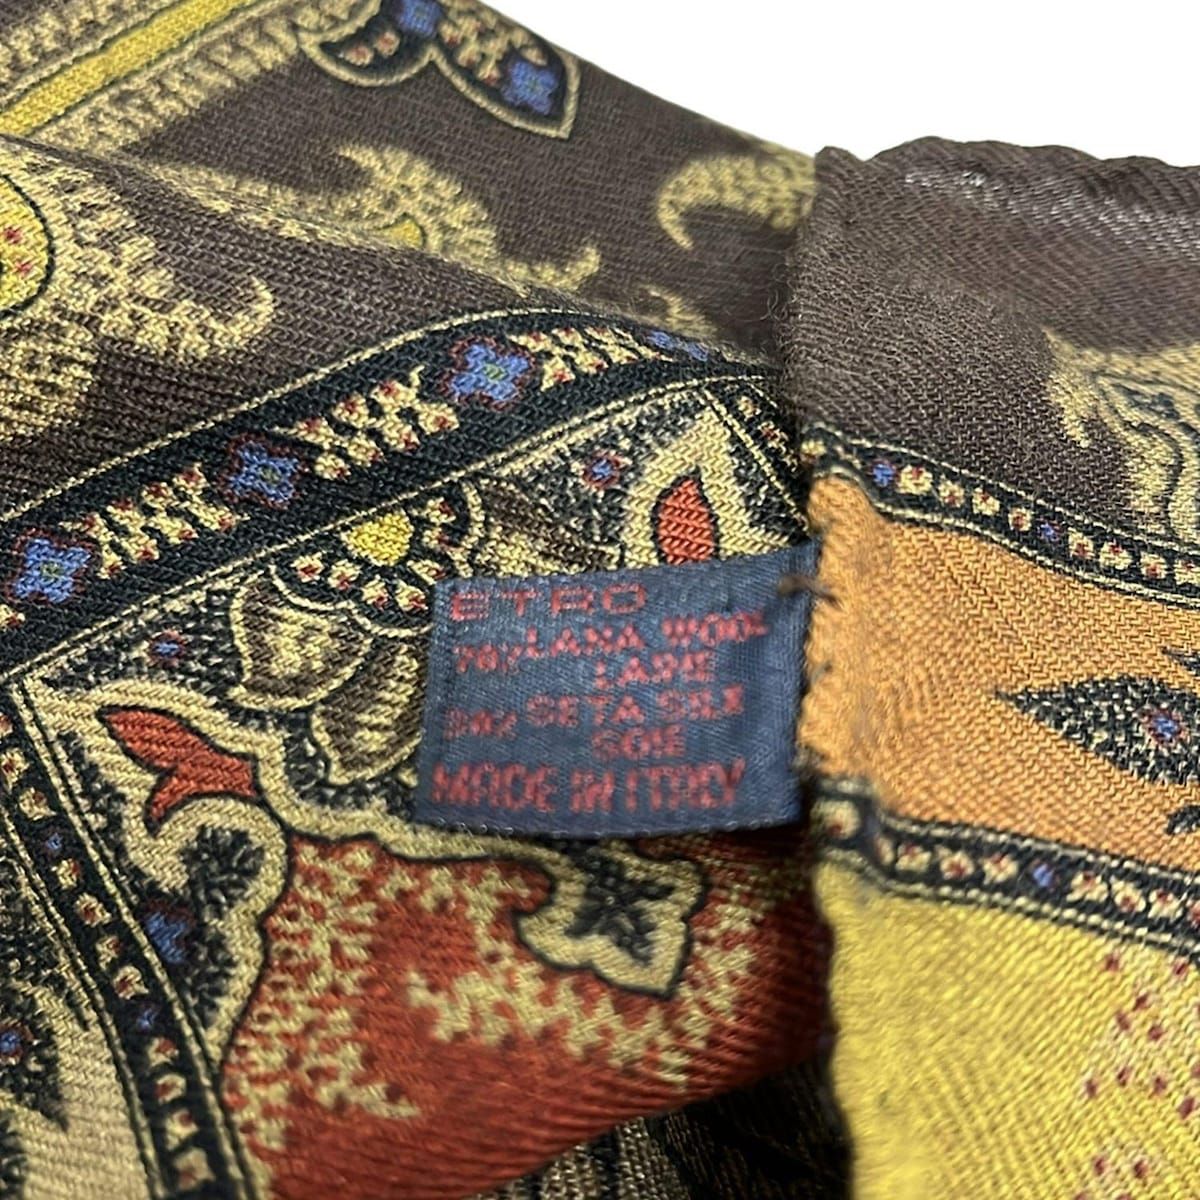 ETRO
70% LANA WOOL
LAINE
30% SETA SILK
SOIE
MADE IN ITALY